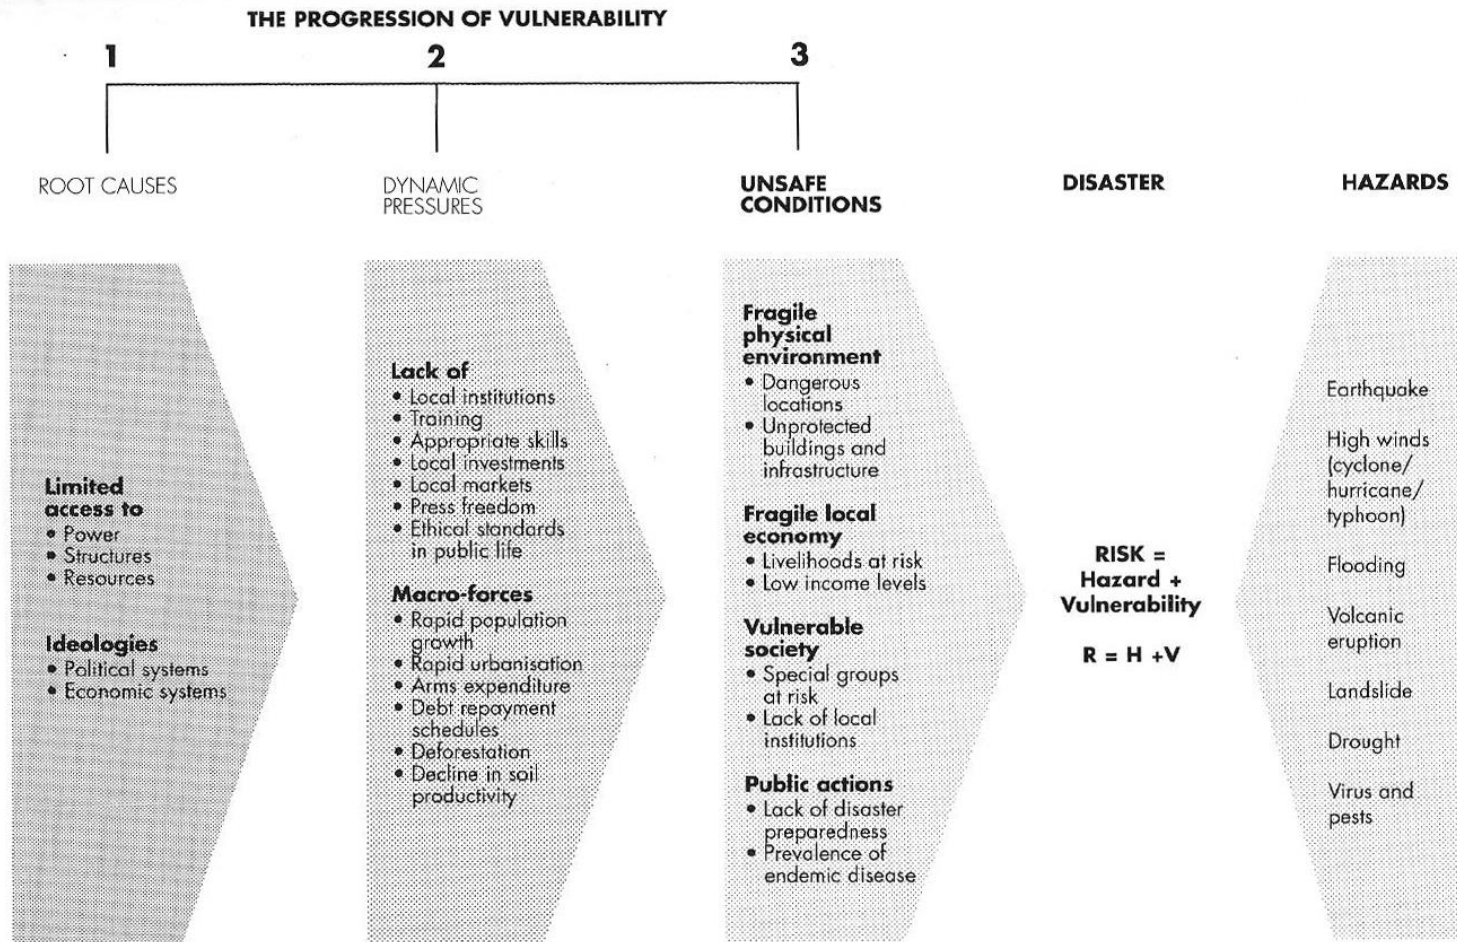 THE PROGRESSION OF VULNERABILITY
1
2
3
ROOT CAUSES
DYNAMIC
PRESSURES
UNSAFE
CONDITIONS
DISASTER
HAZARDS
Limited
access to
• Power
• Structures
• Resources
Ideologies
• Political systems
• Economic systems
Lack of
• Local institutions
• Training
• Appropriate skills
• Local investments
• Local markets
• Press freedom
• Ethical standards
in public life
Macro-forces
• Rapid population
growth
• Rapid urbanisation
• Arms expenditure
• Debt repayment
schedules
• Deforestation
• Decline in soil
productivity
Fragile
physical
environment
• Dangerous
locations
• Unprotected
buildings and
infrastructure
Fragile local
economy
• Livelihoods at risk
• Low income levels
Vulnerable
society
• Special groups
at risk
• Lack of local
institutions
Public actions
• Lack of disaster
preparedness
• Prevalence of
endemic disease
RISK =
Hazard +
Vulnerability
R = H +V
Earthquake
High winds
(cyclone/
hurricane/
typhoon)
Flooding
Volcanic
eruption
Landslide
Drought
Virus and
pests